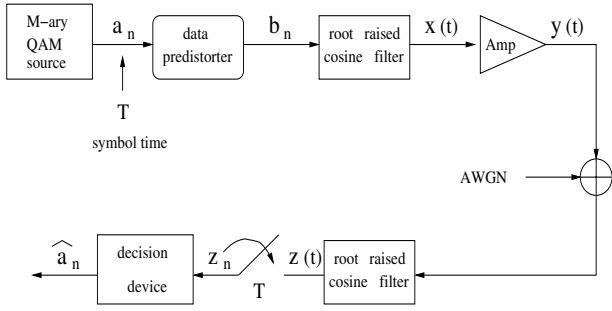 M-ary
QAM
source
a n
data
predistorter
b n
root raised
cosine filter
x (t)
Amp
y (t)
T
symbol time
AWGN
â n
decision
device
z n
T
z (t)
root raised
cosine filter